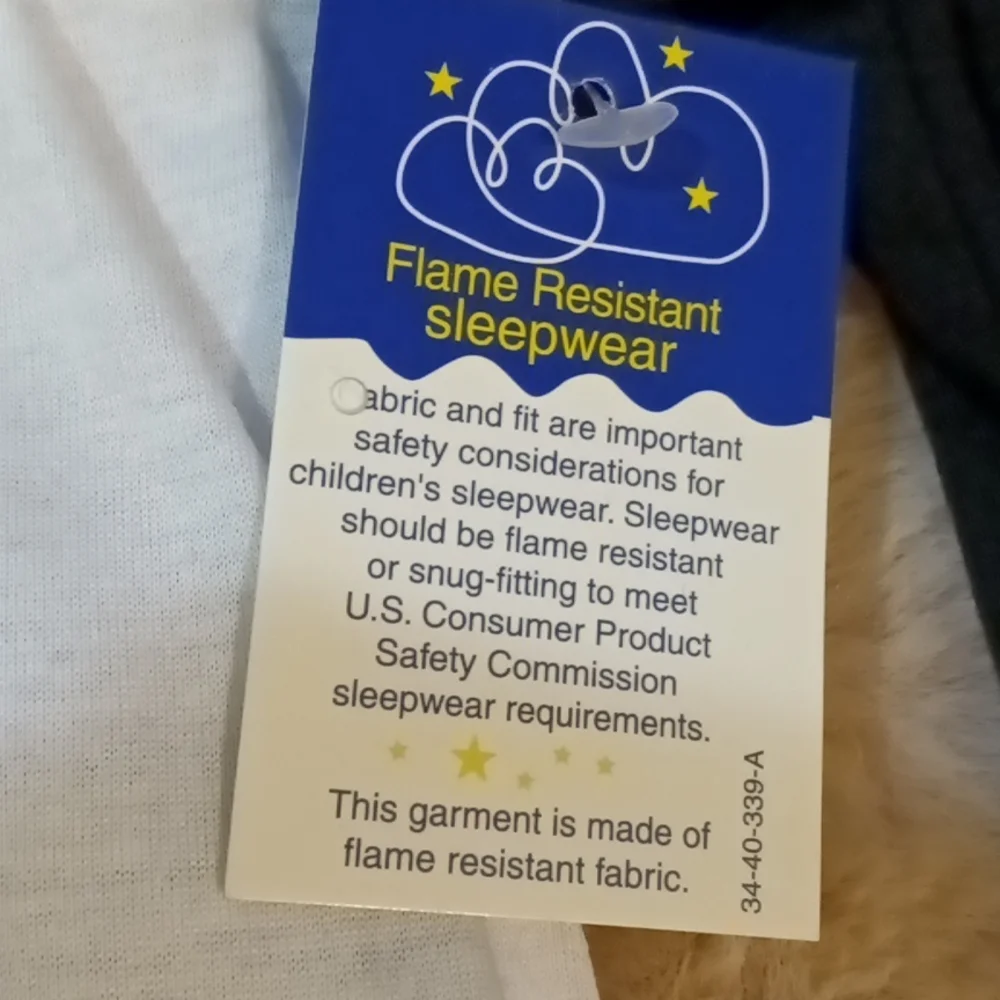 Flame Resistant
sleepwear
Fabric and fit are important
safety considerations for
children's sleepwear. Sleepwear
should be flame resistant
or snug-fitting to meet
U.S. Consumer Product
Safety Commission
sleepwear requirements.
This garment is made of
flame resistant fabric.
34-40-339-A